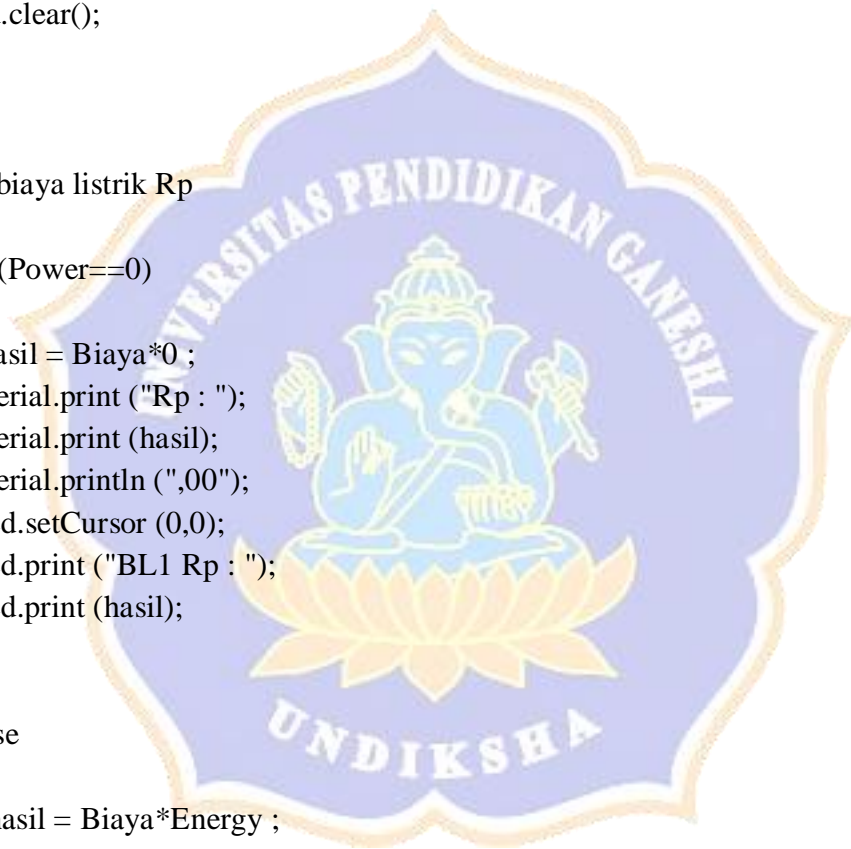 .clear();
biaya listrik Rp
(Power==0)
asil = Biaya*0 ;
erial.print ("Rp : ");
erial.print (hasil);
erial.println (",00");
d.setCursor (0,0);
d.print ("BL1 Rp : ");
d.print (hasil);
se
hasil = Biaya*Energy ;
UNIVERSITAS PENDIDIKAN GANESHA
UNDIKSHA